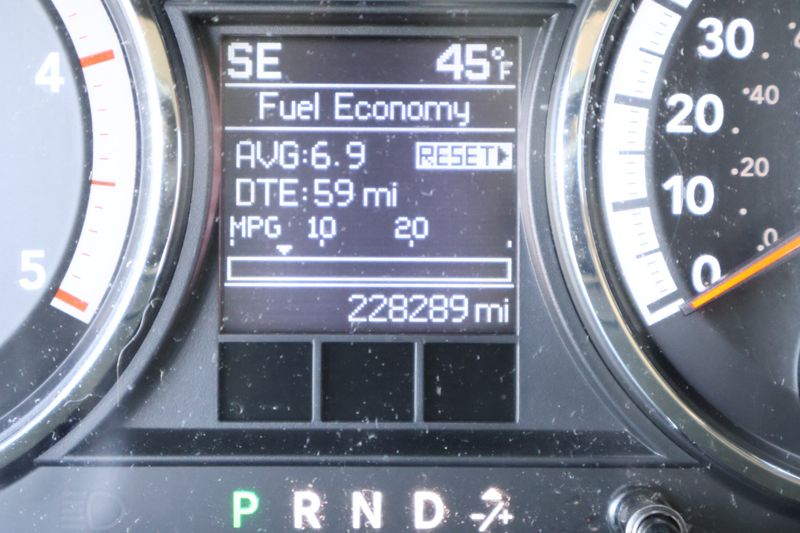 SE 45°F
Fuel Economy
AVG:6.9 RESET
DTE:59 mi
MPG 10 20
228289 mi
4
5
30
20
10
0
40
20
0
P R N D -/+